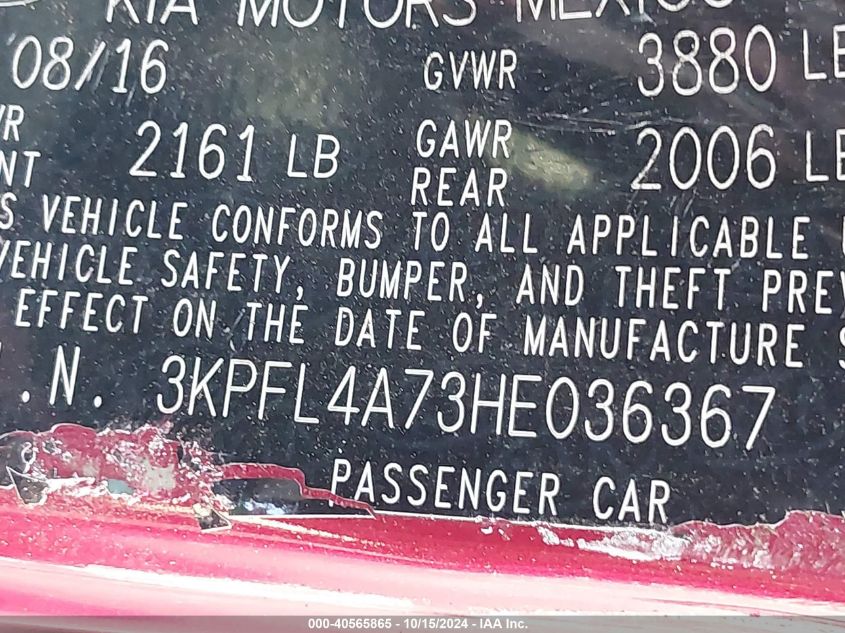 KIA MOTORS MEXICO
08/16 GVWR 3880 LB
WR 2161 LB GAWR 2006 LB
NT REAR
S VEHICLE CONFORMS TO ALL APPLICABLE U
VEHICLE SAFETY, BUMPER, AND THEFT PREV
EFFECT ON THE DATE OF MANUFACTURE S
.N. 3KPFL4A73HE036367
PASSENGER CAR
000-40565865 - 10/15/2024 - IAA Inc.